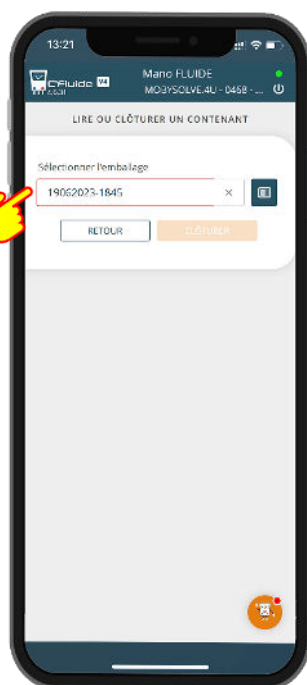 13:21
CFluide V4
Mano FLUIDE
MOBYSOLVE.4U - 0468 - ...
LIRE OU CLÔTURER UN CONTENANT
Sélectionner l'emballage
19062023-1845
RETOUR
CLÔTURER